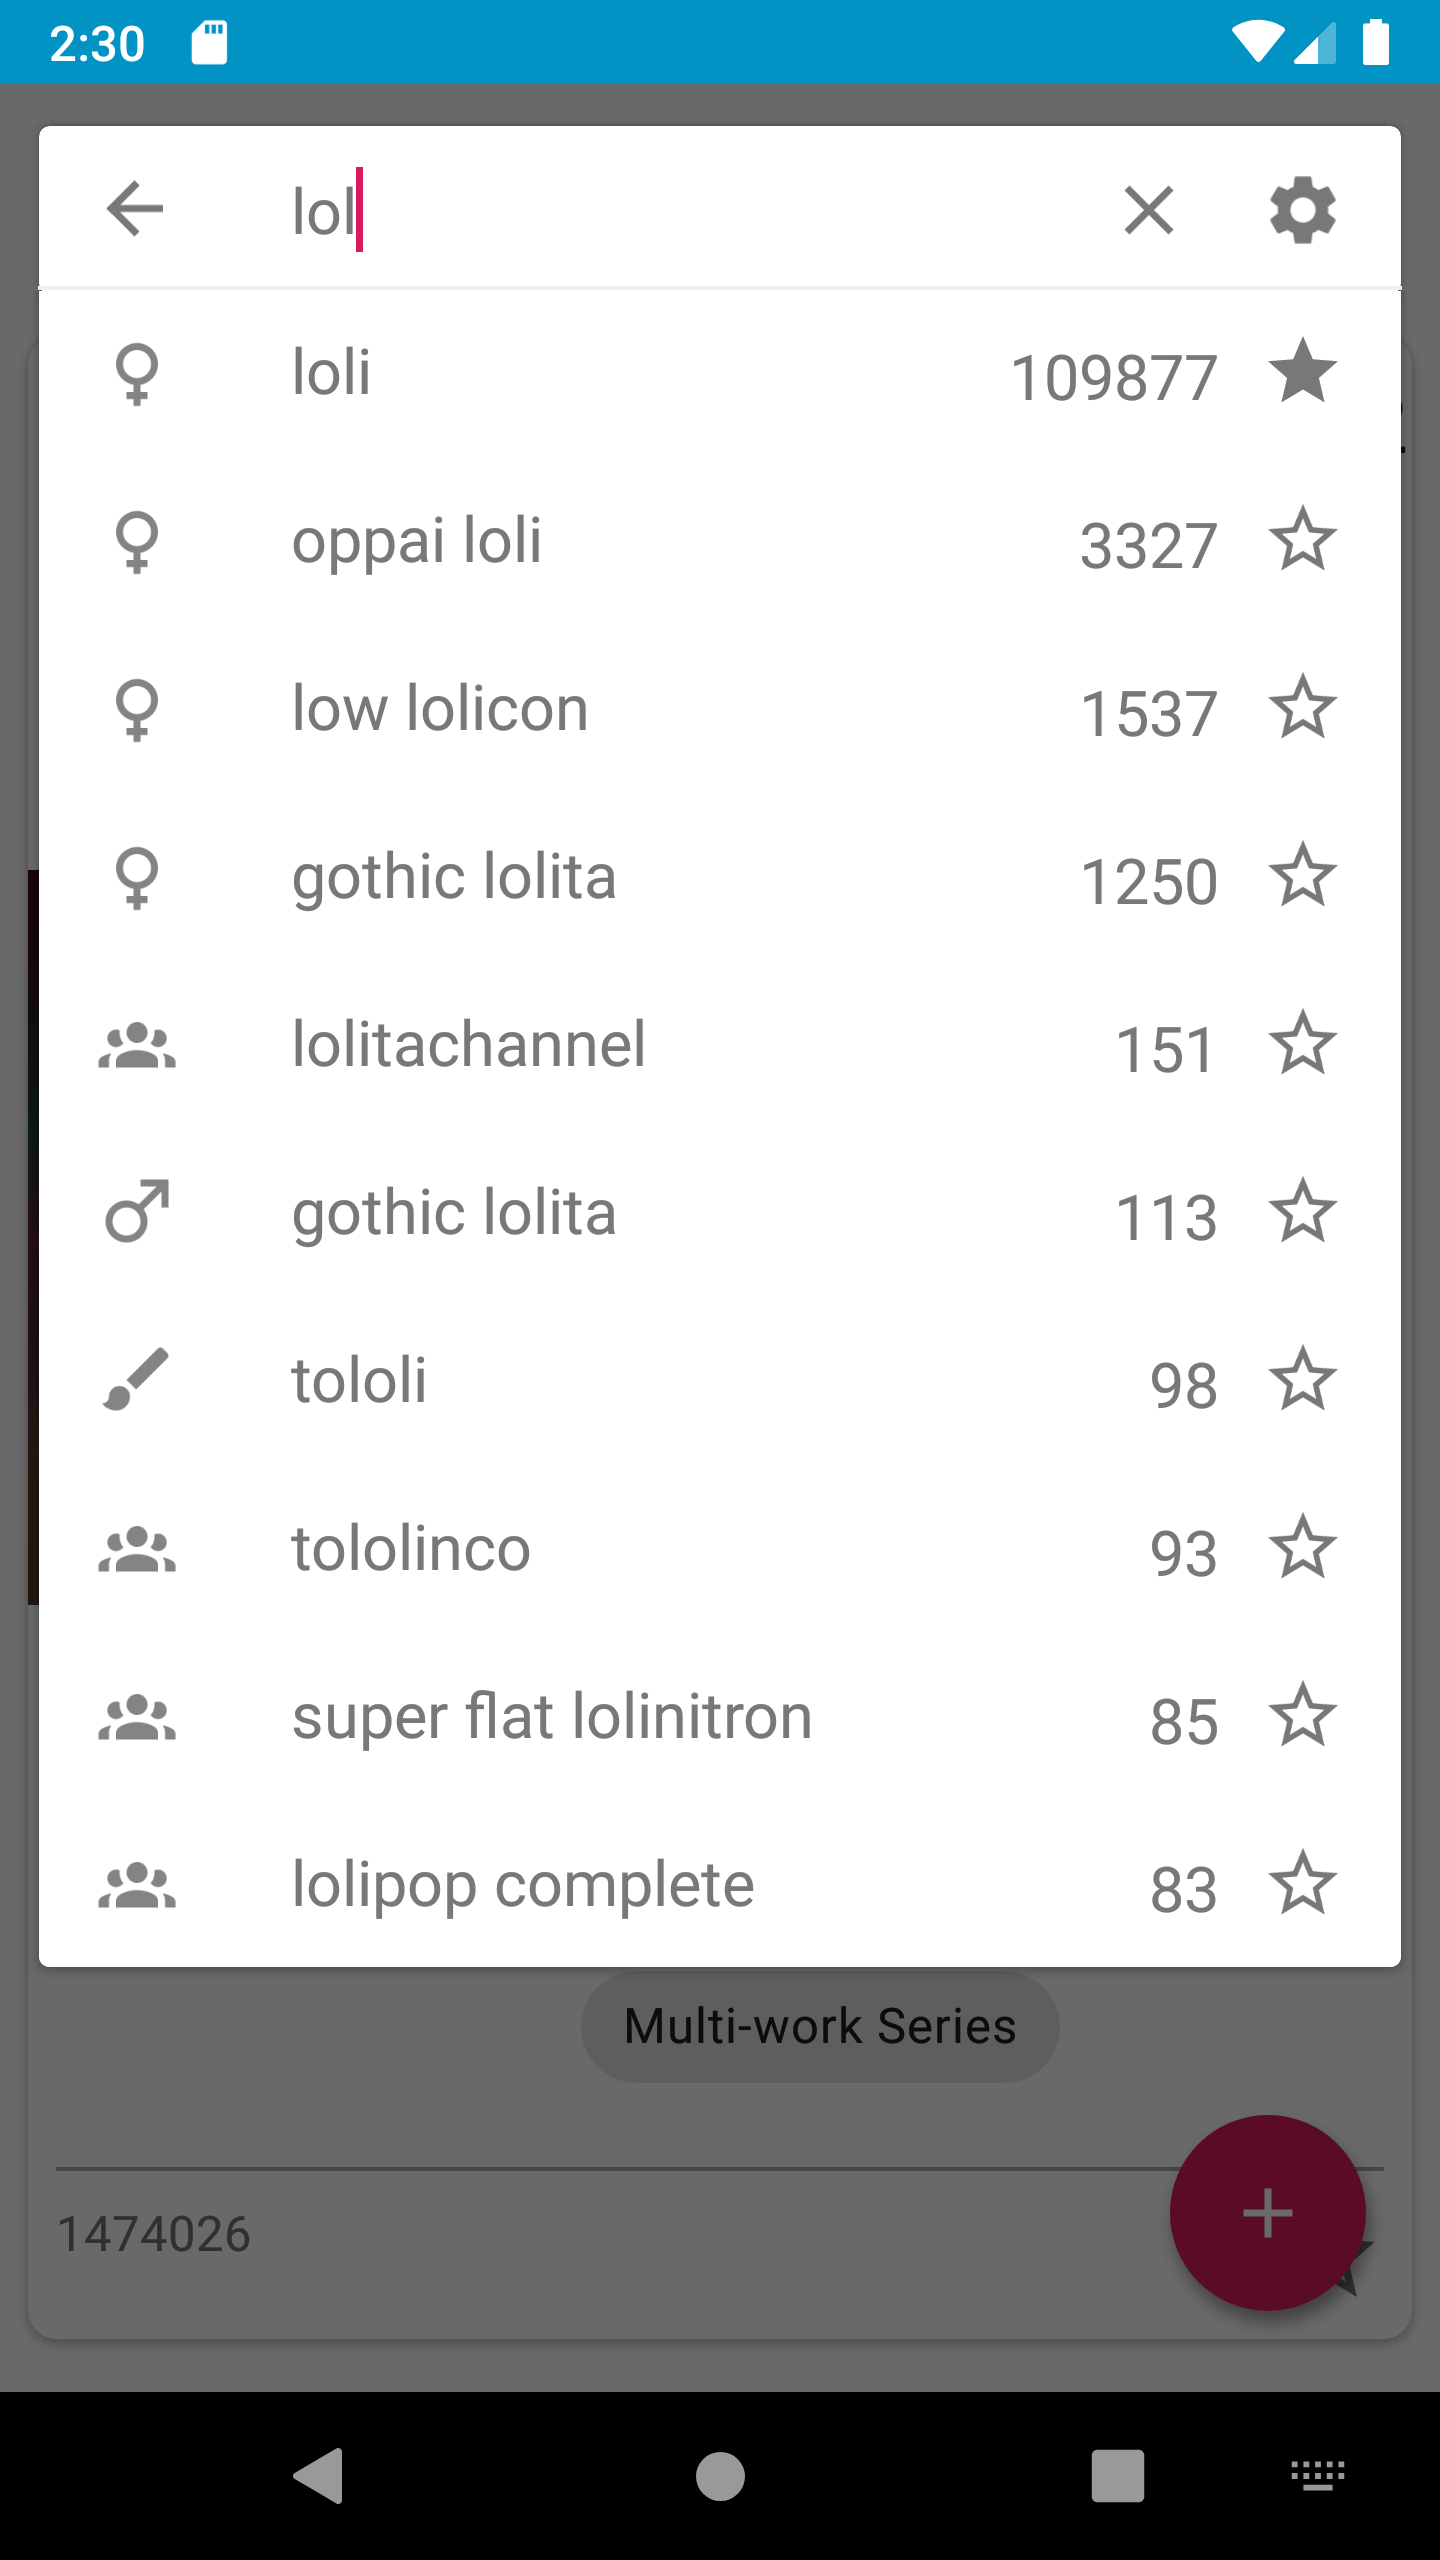 2:30
lol
loli 109877
oppai loli 3327
low lolicon 1537
gothic lolita 1250
lolitachannel 151
gothic lolita 113
tololi 98
tololinco 93
super flat lolinitron 85
lolipop complete 83
Multi-work Series
1474026